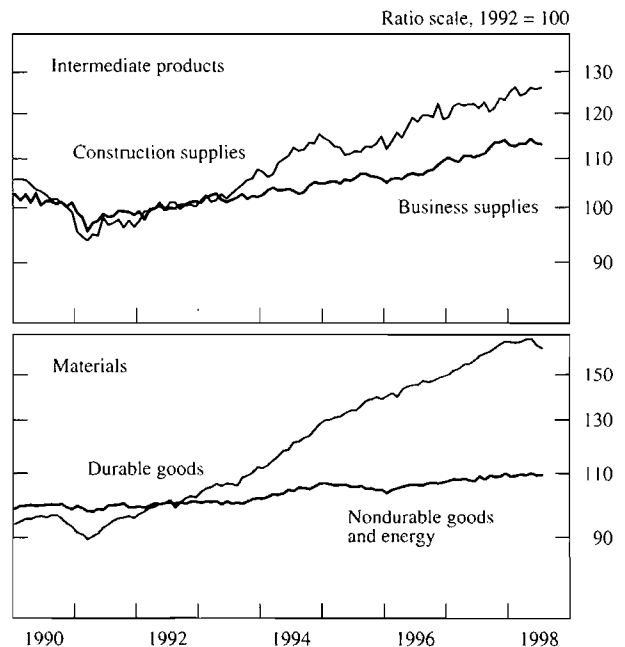 Ratio scale, 1992 = 100
Intermediate products
130
120
Construction supplies
110
Business supplies
100
90
Materials
150
130
Durable goods
110
Nondurable goods
and energy
90
1990 1992 1994 1996 1998